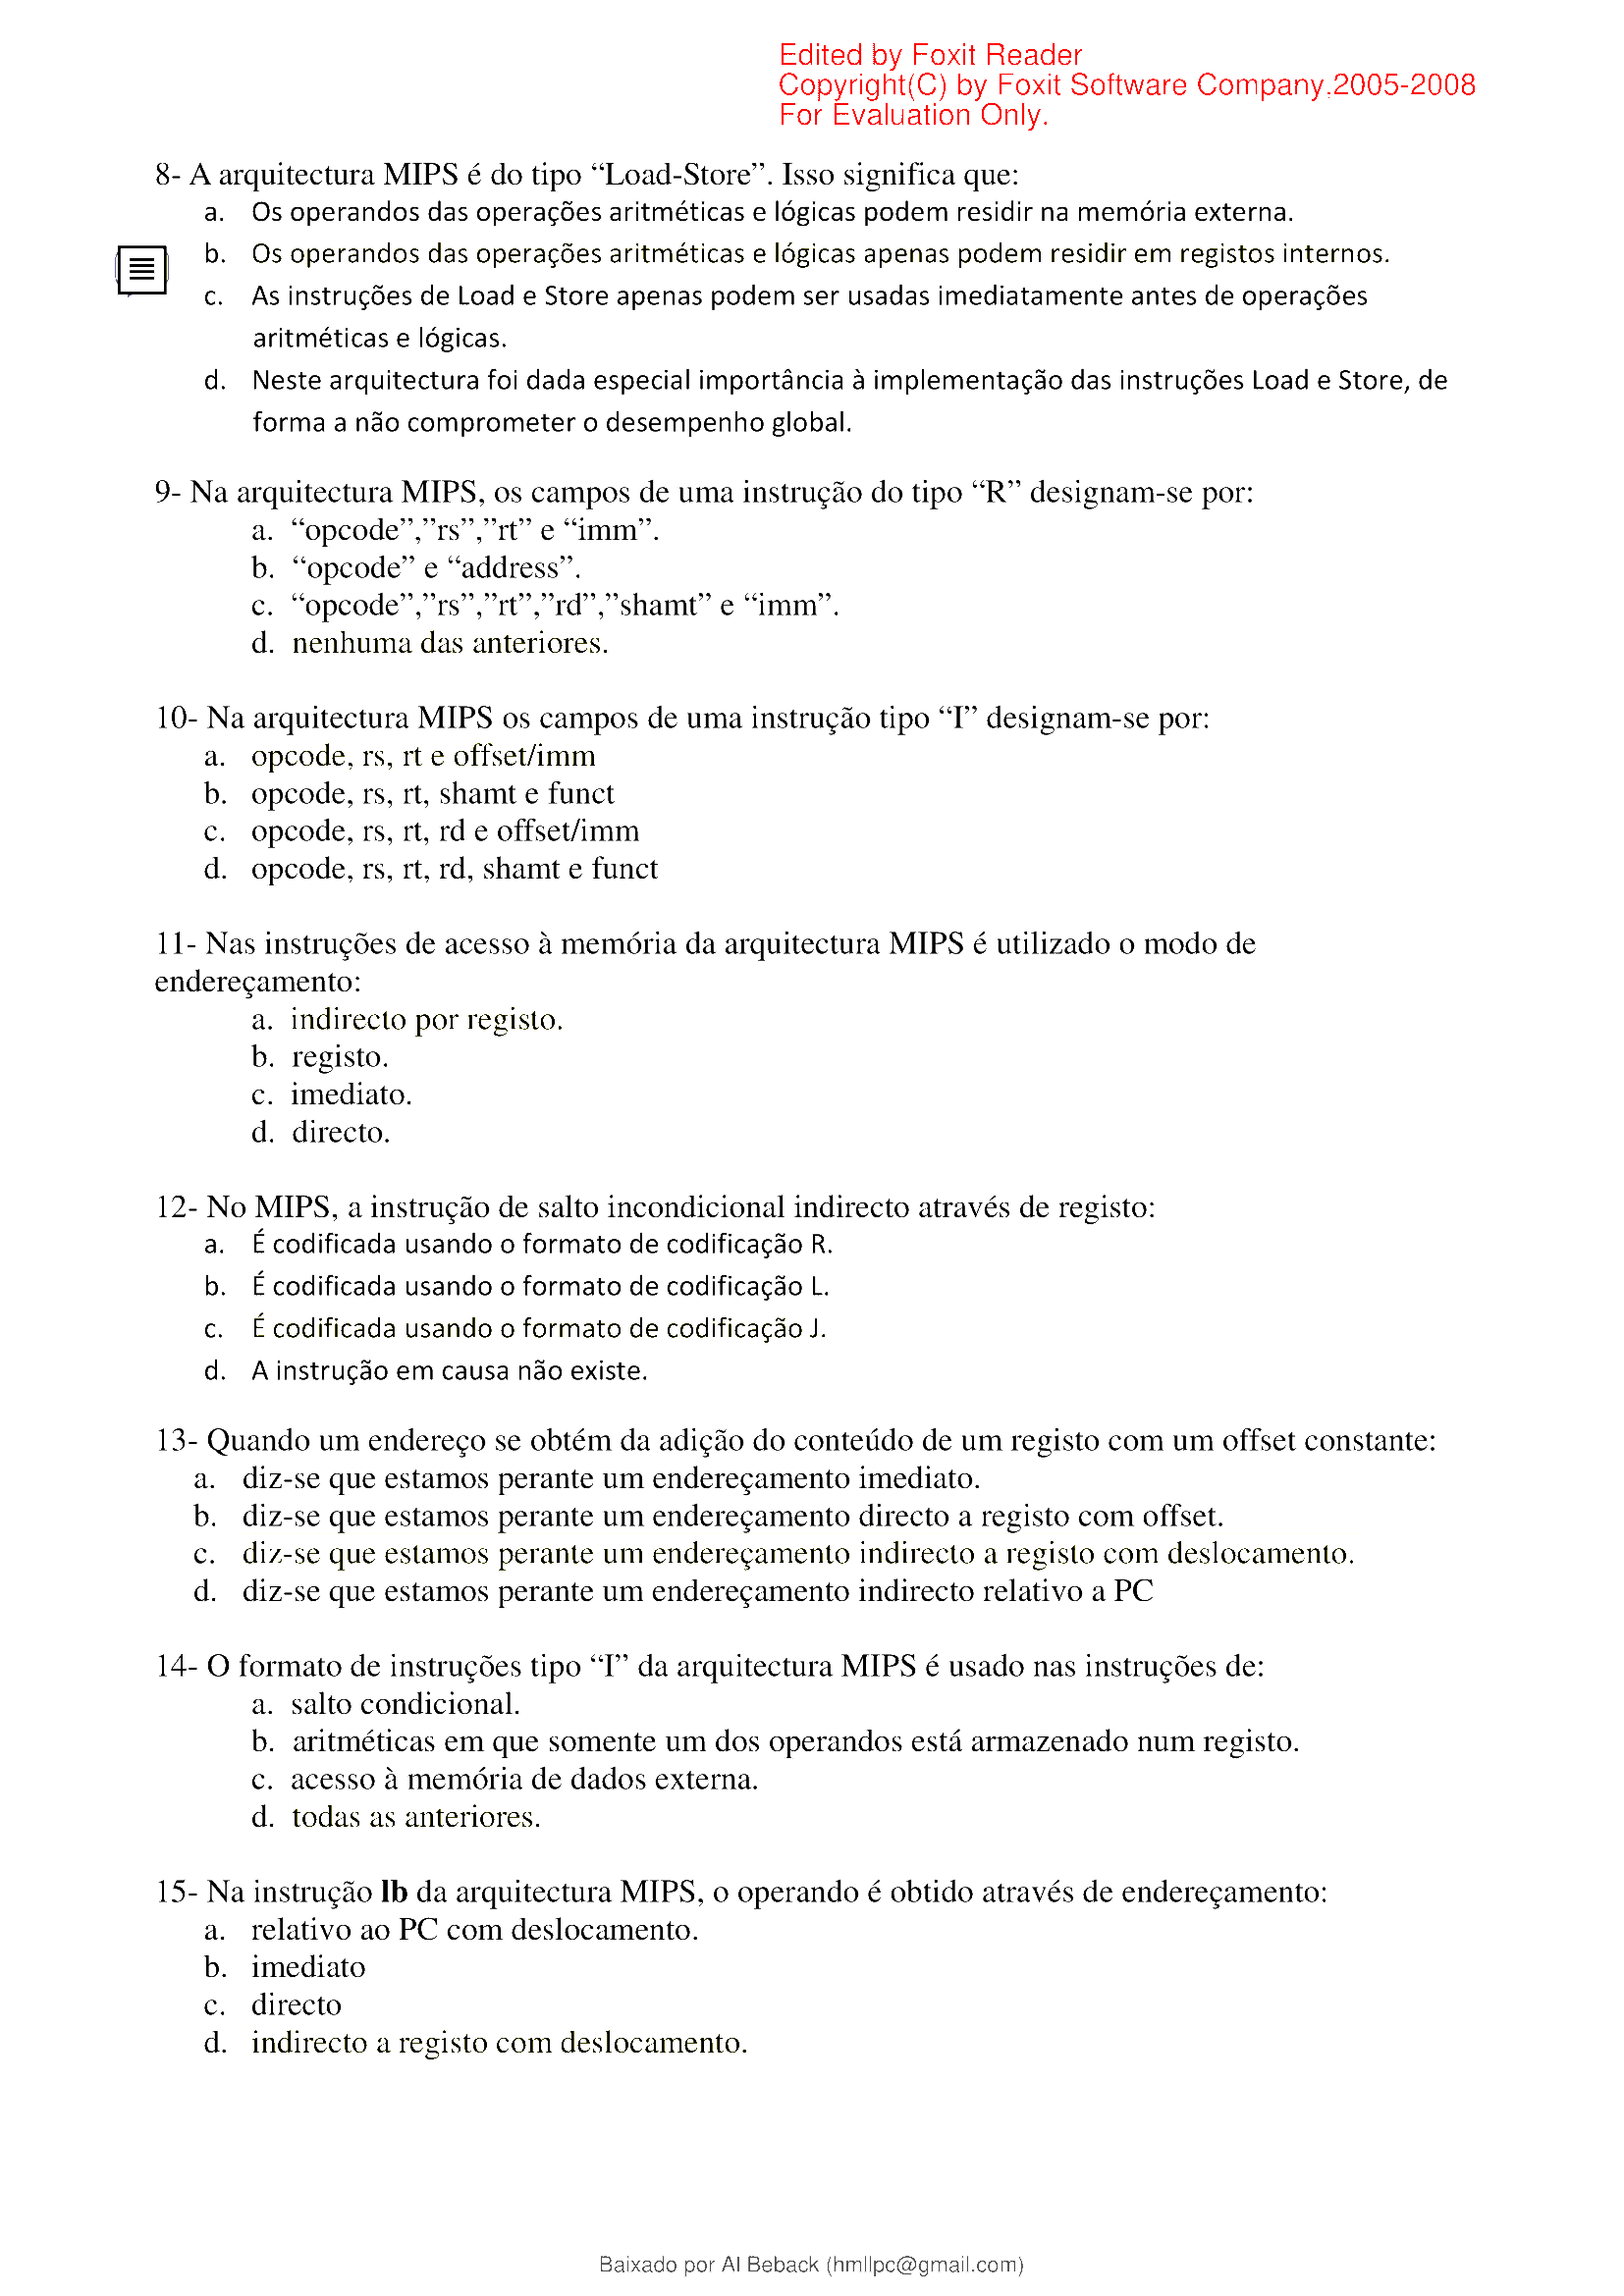 Edited by Foxit Reader
Copyright(C) by Foxit Software Company,2005-2008
For Evaluation Only.
8- A arquitectura MIPS é do tipo “Load-Store”. Isso significa que:
a. Os operandos das operações aritméticas e lógicas podem residir na memória externa.
b. Os operandos das operações aritméticas e lógicas apenas podem residir em registos internos.
c. As instruções de Load e Store apenas podem ser usadas imediatamente antes de operações
aritméticas e lógicas.
d. Neste arquitectura foi dada especial importância à implementação das instruções Load e Store, de
forma a não comprometer o desempenho global.
9- Na arquitectura MIPS, os campos de uma instrução do tipo “R” designam-se por:
a. “opcode”,”rs”,”rt” e “imm”.
b. “opcode” e “address”.
c. “opcode”,”rs”,”rt”,”rd”,”shamt” e “imm”.
d. nenhuma das anteriores.
10- Na arquitectura MIPS os campos de uma instrução tipo “I” designam-se por:
a. opcode, rs, rt e offset/imm
b. opcode, rs, rt, shamt e funct
c. opcode, rs, rt, rd e offset/imm
d. opcode, rs, rt, rd, shamt e funct
11- Nas instruções de acesso à memória da arquitectura MIPS é utilizado o modo de
endereçamento:
a. indirecto por registo.
b. registo.
c. imediato.
d. directo.
12- No MIPS, a instrução de salto incondicional indirecto através de registo:
a. É codificada usando o formato de codificação R.
b. É codificada usando o formato de codificação L.
c. É codificada usando o formato de codificação J.
d. A instrução em causa não existe.
13- Quando um endereço se obtém da adição do conteúdo de um registo com um offset constante:
a. diz-se que estamos perante um endereçamento imediato.
b. diz-se que estamos perante um endereçamento directo a registo com offset.
c. diz-se que estamos perante um endereçamento indirecto a registo com deslocamento.
d. diz-se que estamos perante um endereçamento indirecto relativo a PC
14- O formato de instruções tipo “I” da arquitectura MIPS é usado nas instruções de:
a. salto condicional.
b. aritméticas em que somente um dos operandos está armazenado num registo.
c. acesso à memória de dados externa.
d. todas as anteriores.
15- Na instrução lb da arquitectura MIPS, o operando é obtido através de endereçamento:
a. relativo ao PC com deslocamento.
b. imediato
c. directo
d. indirecto a registo com deslocamento.
Baixado por Al Beback (hmllpc@gmail.com)